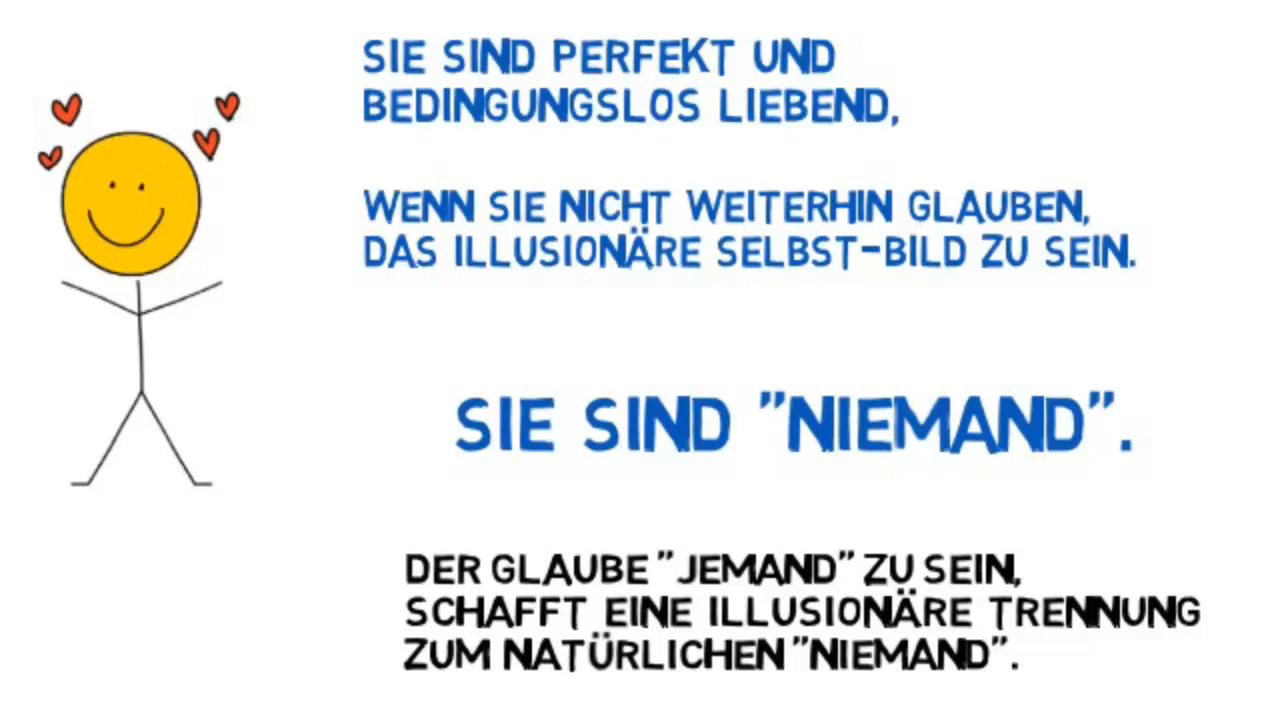 SIE SIND PERFEKT UND
BEDINGUNGSLOS LIEBEND,
WENN SIE NICHT WEITERHIN GLAUBEN,
DAS ILLUSIONÄRE SELBST-BILD ZU SEIN.
SIE SIND "NIEMAND".
DER GLAUBE "JEMAND" ZU SEIN,
SCHAFFT EINE ILLUSIONÄRE TRENNUNG
ZUM NATÜRLICHEN "NIEMAND".